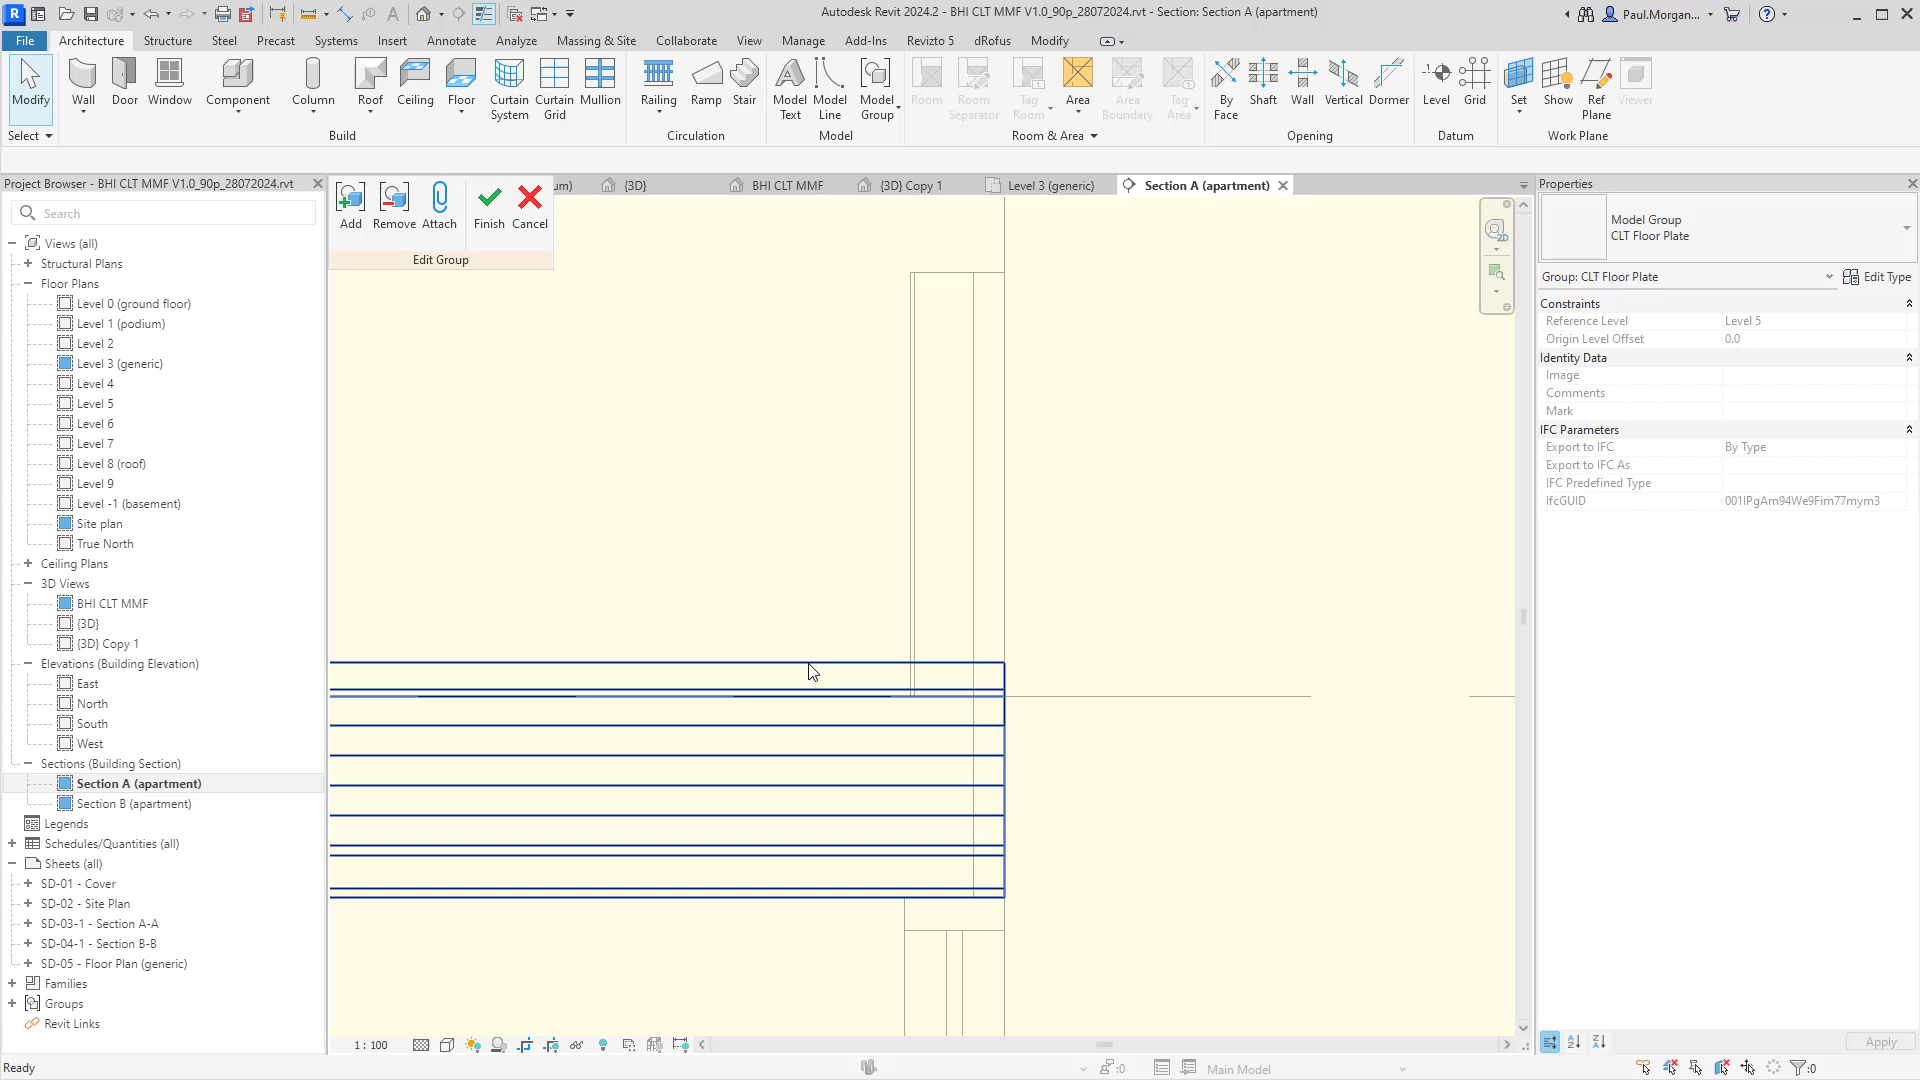 Autodesk Revit 2024.2 - BHI CLT MMF V1.0_90p_28072024.rvt - Section: Section A (apartment)
Paul.Morgan...
File Architecture Structure Steel Precast Systems Insert Annotate Analyze Massing & Site Collaborate View Manage Add-Ins Revizto 5 dRofus Modify
Modify Wall Door Window Component Column Roof Ceiling Floor Curtain System Curtain Grid Mullion Railing Ramp Stair Model Text Model Line Model Group Room Room Separator Tag Room Area Area Boundary Tag Area By Face Shaft Wall Vertical Dormer Level Grid Set Show Ref Plane Viewer
Select Build Circulation Model Room & Area Opening Datum Work Plane
Project Browser - BHI CLT MMF V1.0_90p_28072024.rvt
um) {3D} BHI CLT MMF {3D} Copy 1 Level 3 (generic) Section A (apartment)
Properties
Search
Add Remove Attach Finish Cancel
Edit Group
Views (all)
Structural Plans
Floor Plans
Level 0 (ground floor)
Level 1 (podium)
Level 2
Level 3 (generic)
Level 4
Level 5
Level 6
Level 7
Level 8 (roof)
Level 9
Level -1 (basement)
Site plan
True North
Ceiling Plans
3D Views
BHI CLT MMF
{3D}
{3D} Copy 1
Elevations (Building Elevation)
East
North
South
West
Sections (Building Section)
Section A (apartment)
Section B (apartment)
Legends
Schedules/Quantities (all)
Sheets (all)
SD-01 - Cover
SD-02 - Site Plan
SD-03-1 - Section A-A
SD-04-1 - Section B-B
SD-05 - Floor Plan (generic)
Families
Groups
Revit Links
2D
Model Group
CLT Floor Plate
Group: CLT Floor Plate Edit Type
Constraints
Reference Level Level 5
Origin Level Offset 0.0
Identity Data
Image
Comments
Mark
IFC Parameters
Export to IFC By Type
Export to IFC As
IFC Predefined Type
IfcGUID 001lPgAm94We9Fim77mym3
1 : 100
Apply
Ready
:0
Main Model
:0